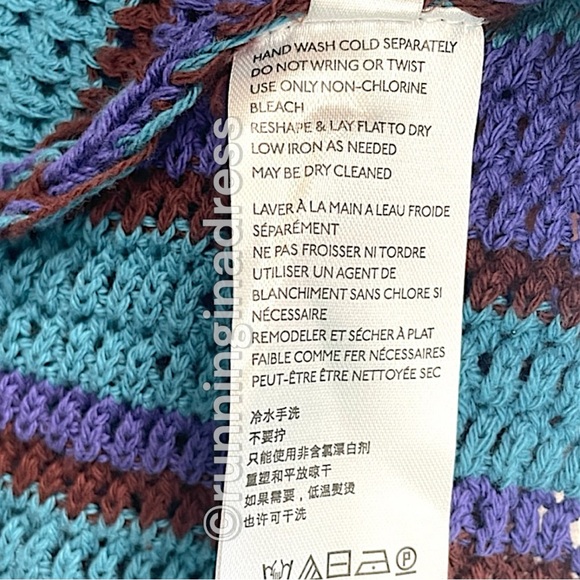 HAND WASH COLD SEPARATELY
DO NOT WRING OR TWIST
USE ONLY NON-CHLORINE
BLEACH
RESHAPE & LAY FLAT TO DRY
LOW IRON AS NEEDED
MAY BE DRY CLEANED
LAVER À LA MAIN A LEAU FROIDE
SÉPARÉMENT
NE PAS FROISSER NI TORDRE
UTILISER UN AGENT DE
BLANCHIMENT SANS CHLORE SI
NÉCESSAIRE
REMODELER ET SÉCHER À PLAT
FAIBLE COMME FER NÉCESSAIRES
PEUT-ÊTRE ÊTRE NETTOYÉE SEC
冷水手洗
不要拧
只能使用非含氯漂白剂
重塑和平放晾干
如果需要，低温熨烫
也许可干洗
P
©runninginadress